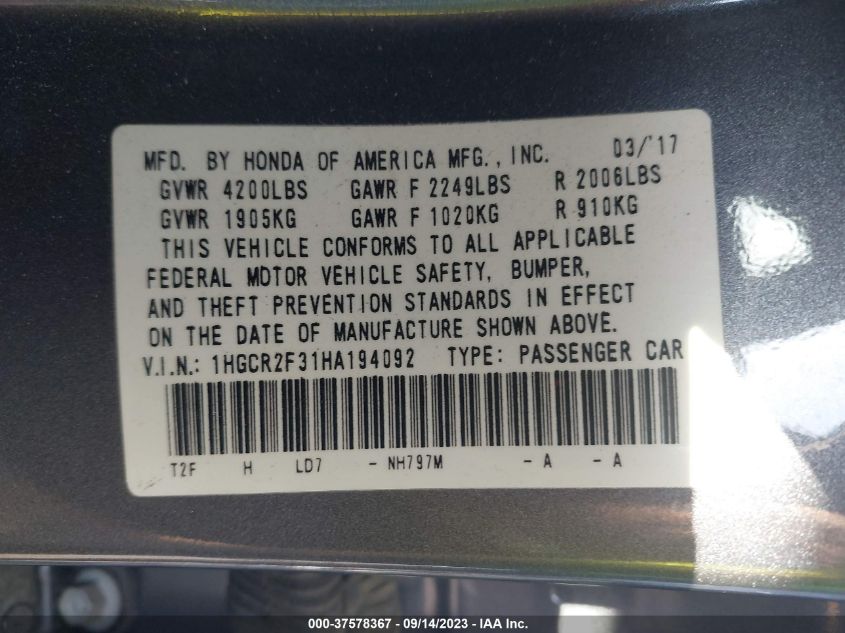 MFD. BY HONDA OF AMERICA MFG., INC. 03/'17
GVWR 4200LBS GAWR F 2249LBS R 2006LBS
GVWR 1905KG GAWR F 1020KG R 910KG
THIS VEHICLE CONFORMS TO ALL APPLICABLE
FEDERAL MOTOR VEHICLE SAFETY, BUMPER,
AND THEFT PREVENTION STANDARDS IN EFFECT
ON THE DATE OF MANUFACTURE SHOWN ABOVE.
V.I.N.: 1HGCR2F31HA194092 TYPE: PASSENGER CAR
T2F H LD7 - NH797M - A - A
000-37578367 - 09/14/2023 - IAA Inc.